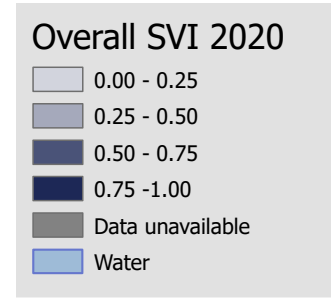 Overall SVI 2020
0.00 - 0.25
0.25 - 0.50
0.50 - 0.75
0.75 -1.00
Data unavailable
Water